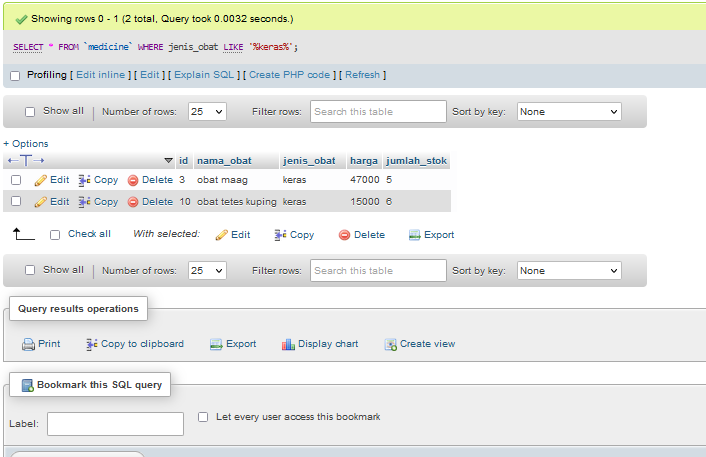 Showing rows 0 - 1 (2 total, Query took 0.0032 seconds.)
SELECT * FROM `medicine` WHERE jenis_obat LIKE '%keras%';
Profiling [ Edit inline ] [ Edit ] [ Explain SQL ] [ Create PHP code ] [ Refresh ]
Show all | Number of rows: 25 Filter rows: Search this table Sort by key: None
+ Options
←T→ id nama_obat jenis_obat harga jumlah_stok
Edit Copy Delete 3 obat maag keras 47000 5
Edit Copy Delete 10 obat tetes kuping keras 15000 6
Check all With selected: Edit Copy Delete Export
Show all | Number of rows: 25 Filter rows: Search this table Sort by key: None
Query results operations
Print Copy to clipboard Export Display chart Create view
Bookmark this SQL query
Label: Let every user access this bookmark